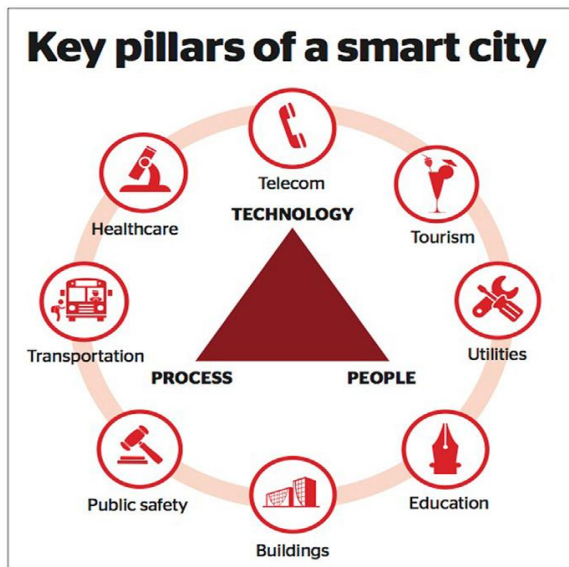 Key pillars of a smart city
Telecom
Healthcare
TECHNOLOGY
Tourism
Transportation
Utilities
PROCESS
PEOPLE
Public safety
Education
Buildings